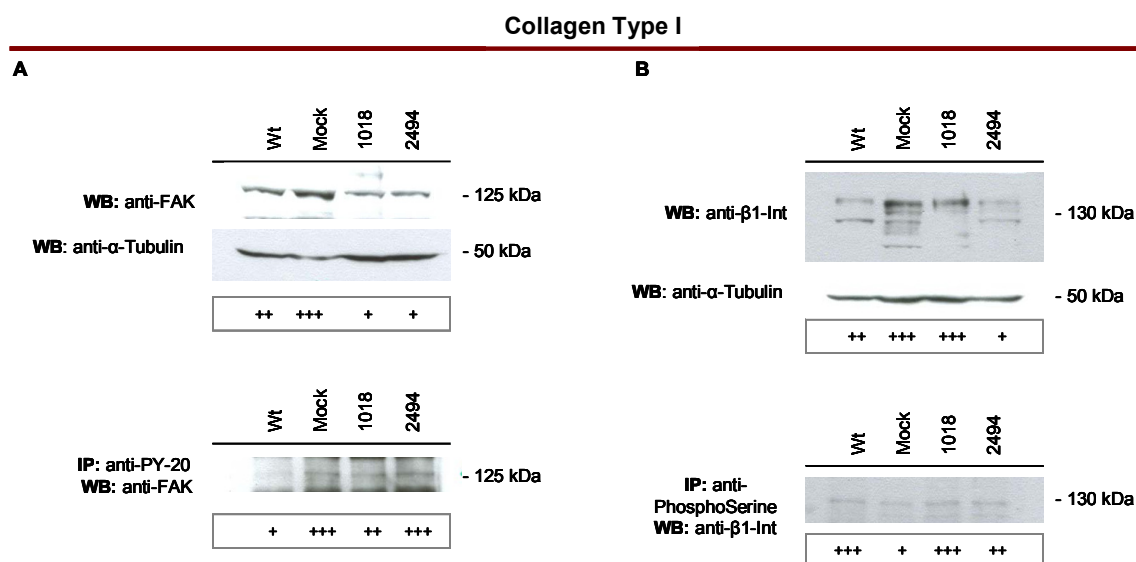 Collagen Type I
A
Wt Mock 1018 2494
WB: anti-FAK
- 125 kDa
WB: anti-α-Tubulin
- 50 kDa
++ +++ + +
Wt Mock 1018 2494
IP: anti-PY-20
WB: anti-FAK
- 125 kDa
+ +++ ++ +++
B
Wt Mock 1018 2494
WB: anti-β1-Int
- 130 kDa
WB: anti-α-Tubulin
- 50 kDa
++ +++ +++ +
Wt Mock 1018 2494
IP: anti-
PhosphoSerine
WB: anti-β1-Int
- 130 kDa
+++ + +++ ++